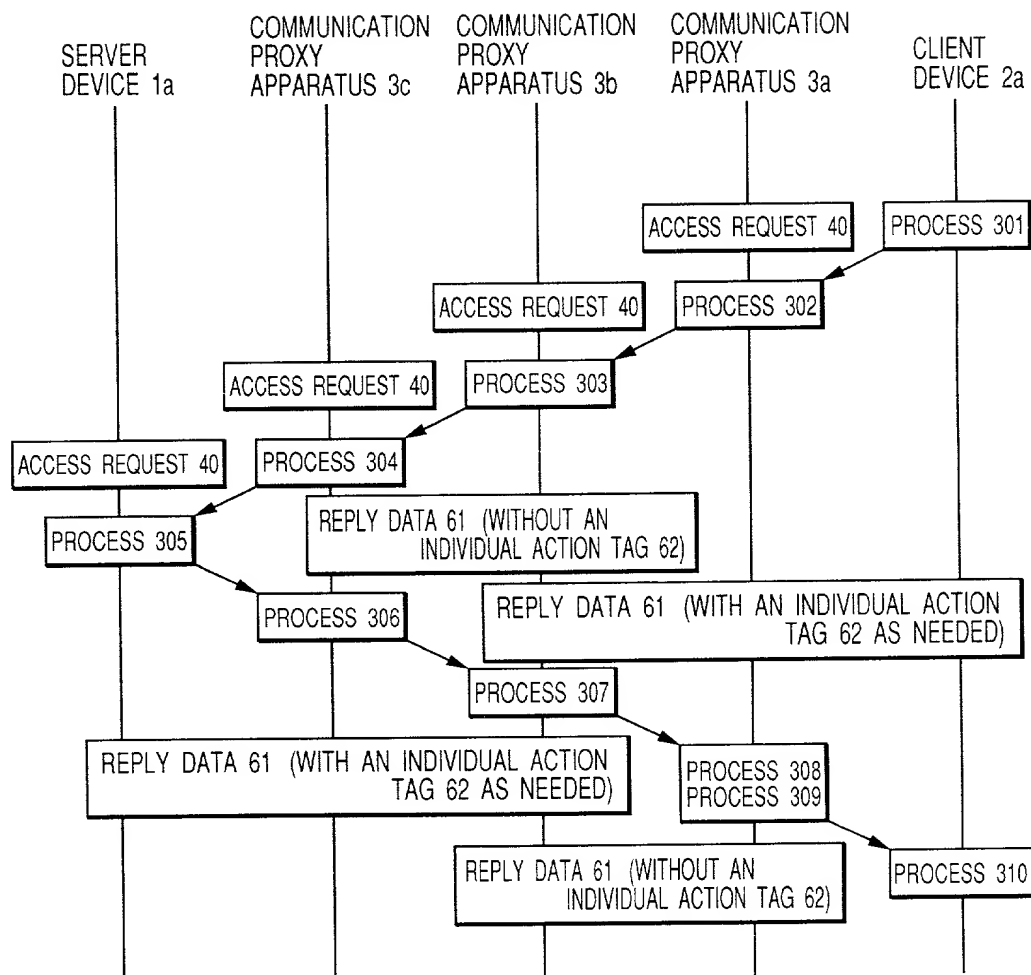 SERVER
DEVICE 1a
COMMUNICATION
PROXY
APPARATUS 3c
COMMUNICATION
PROXY
APPARATUS 3b
COMMUNICATION
PROXY
APPARATUS 3a
CLIENT
DEVICE 2a
ACCESS REQUEST 40
PROCESS 301
ACCESS REQUEST 40
PROCESS 302
ACCESS REQUEST 40
PROCESS 303
ACCESS REQUEST 40
PROCESS 304
PROCESS 305
REPLY DATA 61 (WITHOUT AN
INDIVIDUAL ACTION TAG 62)
PROCESS 306
REPLY DATA 61 (WITH AN INDIVIDUAL ACTION
TAG 62 AS NEEDED)
PROCESS 307
REPLY DATA 61 (WITH AN INDIVIDUAL ACTION
TAG 62 AS NEEDED)
PROCESS 308
PROCESS 309
REPLY DATA 61 (WITHOUT AN
INDIVIDUAL ACTION TAG 62)
PROCESS 310